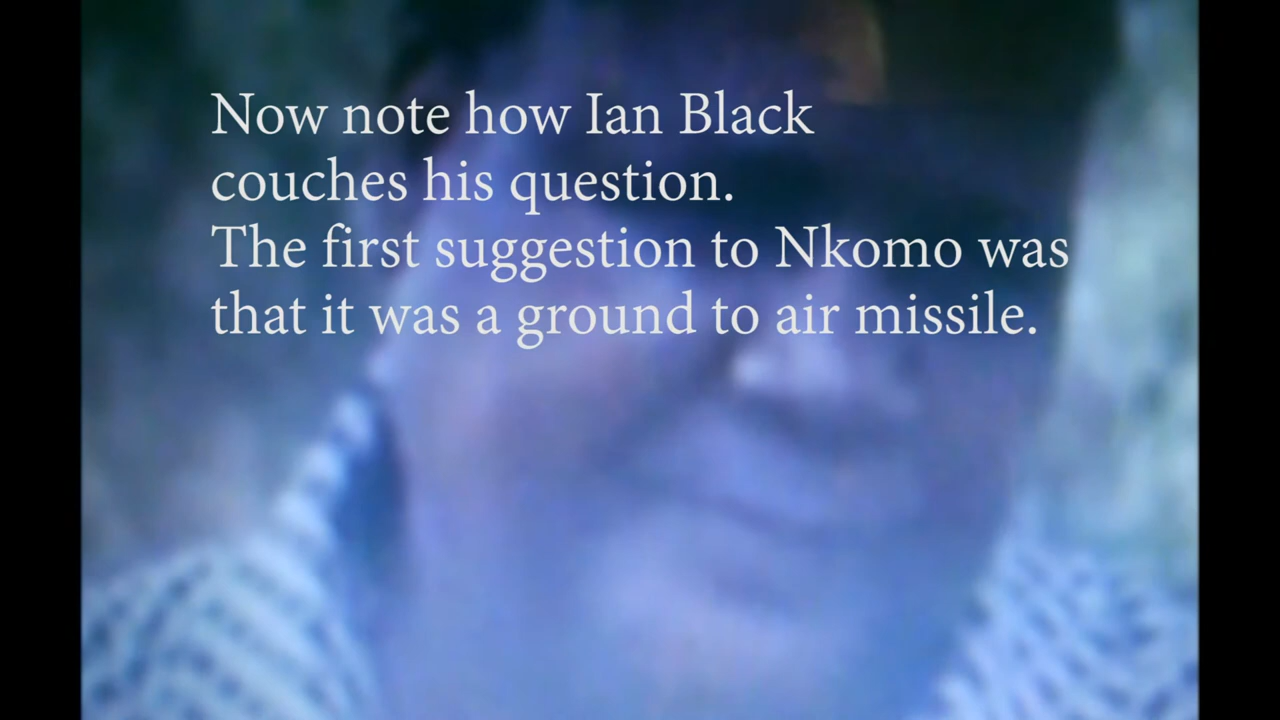 Now note how Ian Black
couches his question.
The first suggestion to Nkomo was
that it was a ground to air missile.